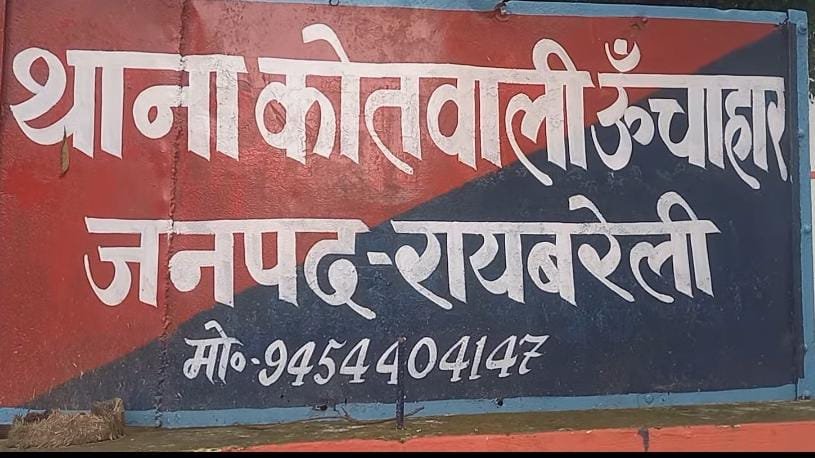 थाना कोतवाली ऊँचाहार
जनपद-रायबरेली
मो०-9454404147